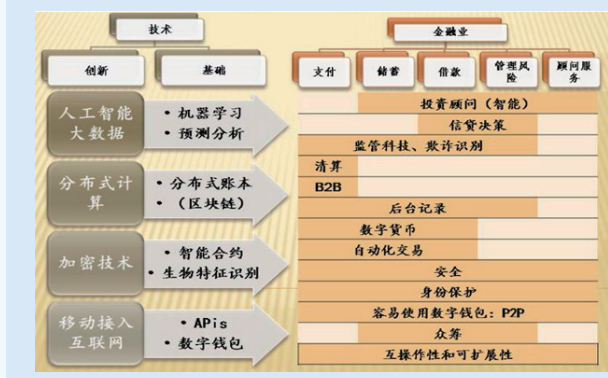 技术
金融业
创新
基础
支付
储蓄
借款
管理风
险
顾问服
务
人工智能
大数据
• 机器学习
• 预测分析
投资顾问（智能）
信贷决策
监管科技、欺诈识别
分布式计
算
• 分布式账本
• （区块链）
清算
B2B
后台记录
加密技术
• 智能合约
• 生物特征识别
数字货币
自动化交易
安全
身份保护
移动接入
互联网
• APis
• 数字钱包
容易使用数字钱包：P2P
众筹
互操作性和可扩展性